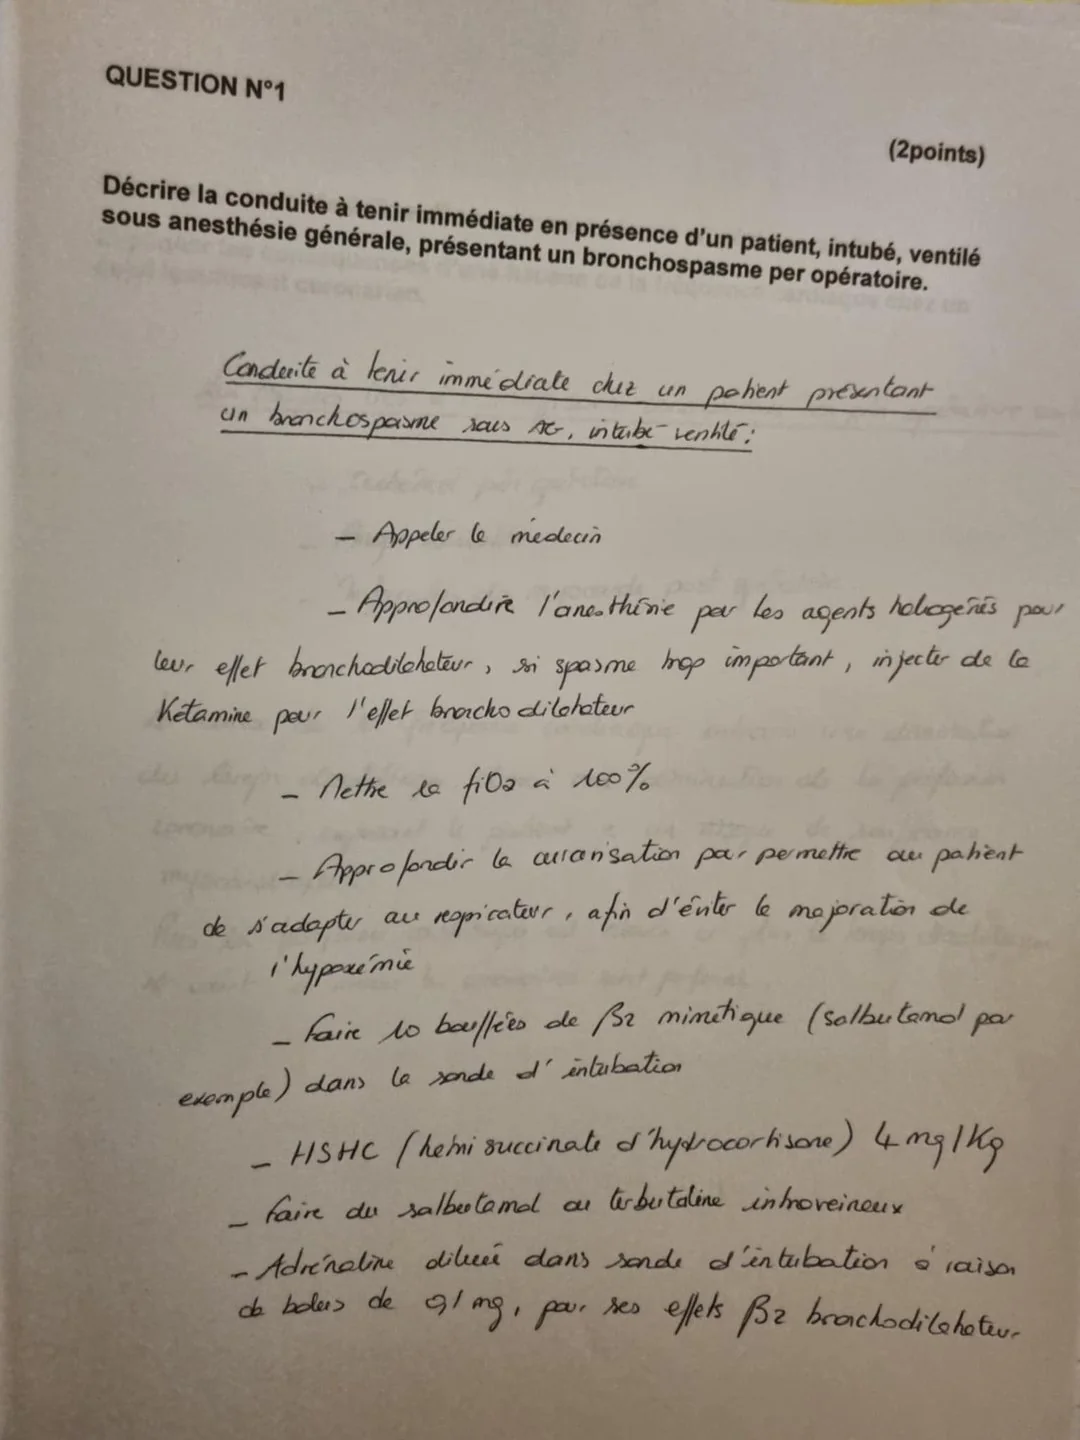 QUESTION N°1
(2points)
Décrire la conduite à tenir immédiate en présence d'un patient, intubé, ventilé
sous anesthésie générale, présentant un bronchospasme per opératoire.
Conduite à tenir immédiate chez un patient présentant
un bronchospasme sous AG, intubé ventilé :
- Appeler le médecin
- Approfondire l'anesthésie par les agents halogénés pour
leur effet bronchodilatateur, si spasme trop important, injecter de la
Kétamine pour l'effet bronchodilatateur
- Mettre la fiO2 à 100%
- Approfondir la curarisation par permettre au patient
de s'adapter au respirateur, afin d'éviter le majoration de
l'hypoxémie
- Faire 10 bouffées de β2 mimétique (salbutamol par
exemple) dans la sonde d'intubation
- HSHC (hémi succinate d'hydrocortisone) 4 mg/Kg
- Faire du salbutamol ou terbutaline intraveineux
- Adrénaline diluée dans sonde d'intubation à raison
de bolus de 0,1 mg, pour ses effets β2 bronchodilatateur